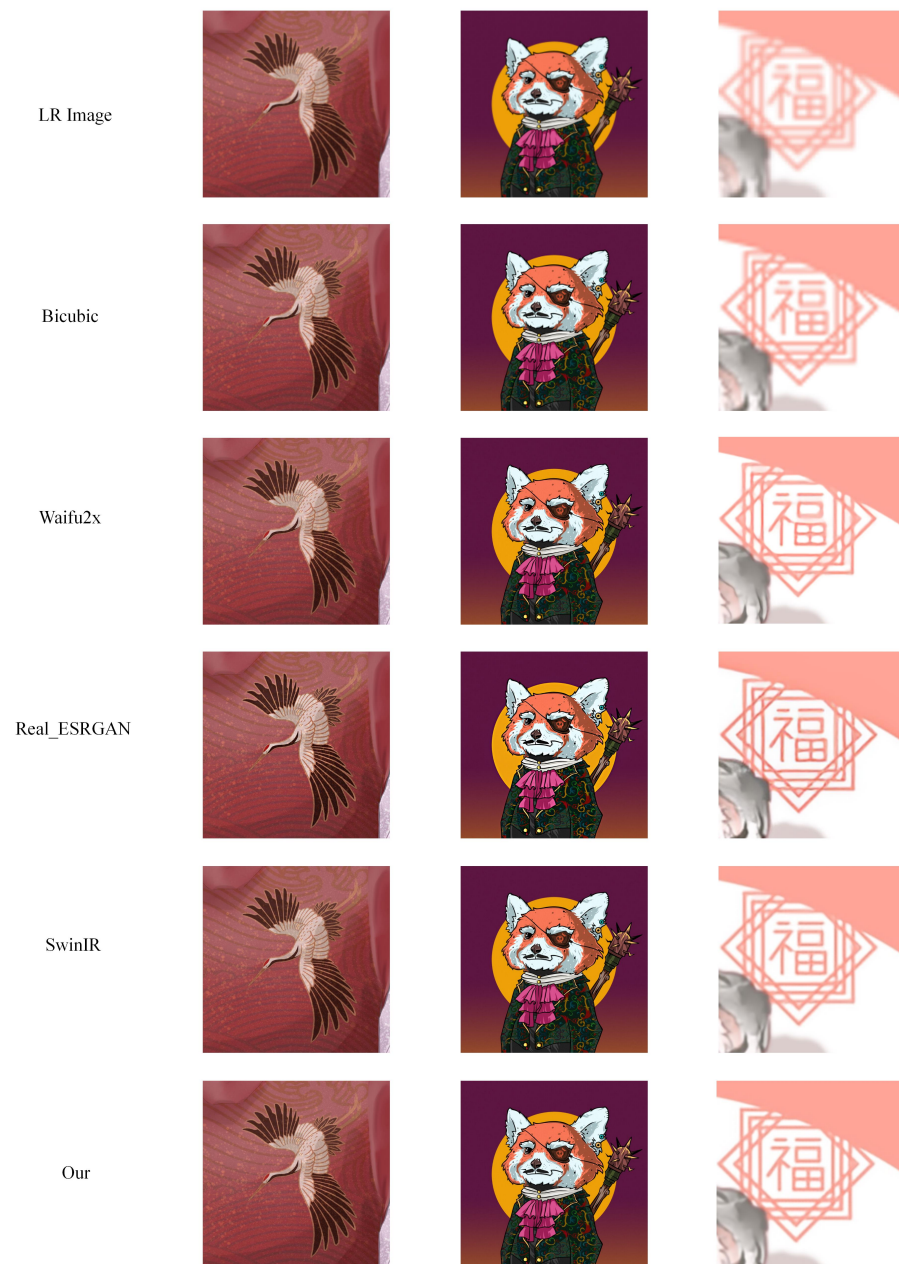 LR Image
福
Bicubic
福
Waifu2x
福
Real_ESRGAN
福
SwinIR
福
Our
福